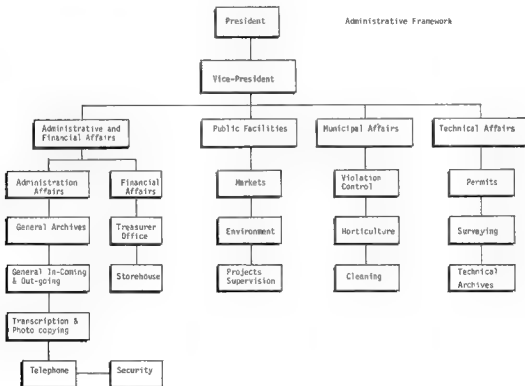 President
Administrative Framework
Vice-President
Administrative and
Financial Affairs
Public Facilities
Municipal Affairs
Technical Affairs
Administration
Affairs
Financial
Affairs
Markets
Violation
Control
Permits
General Archives
Treasurer
Office
Environment
Horticulture
Surveying
General In-Coming
& Out-going
Storehouse
Projects
Supervision
Cleaning
Technical
Archives
Transcription &
Photo copying
Telephone
Security